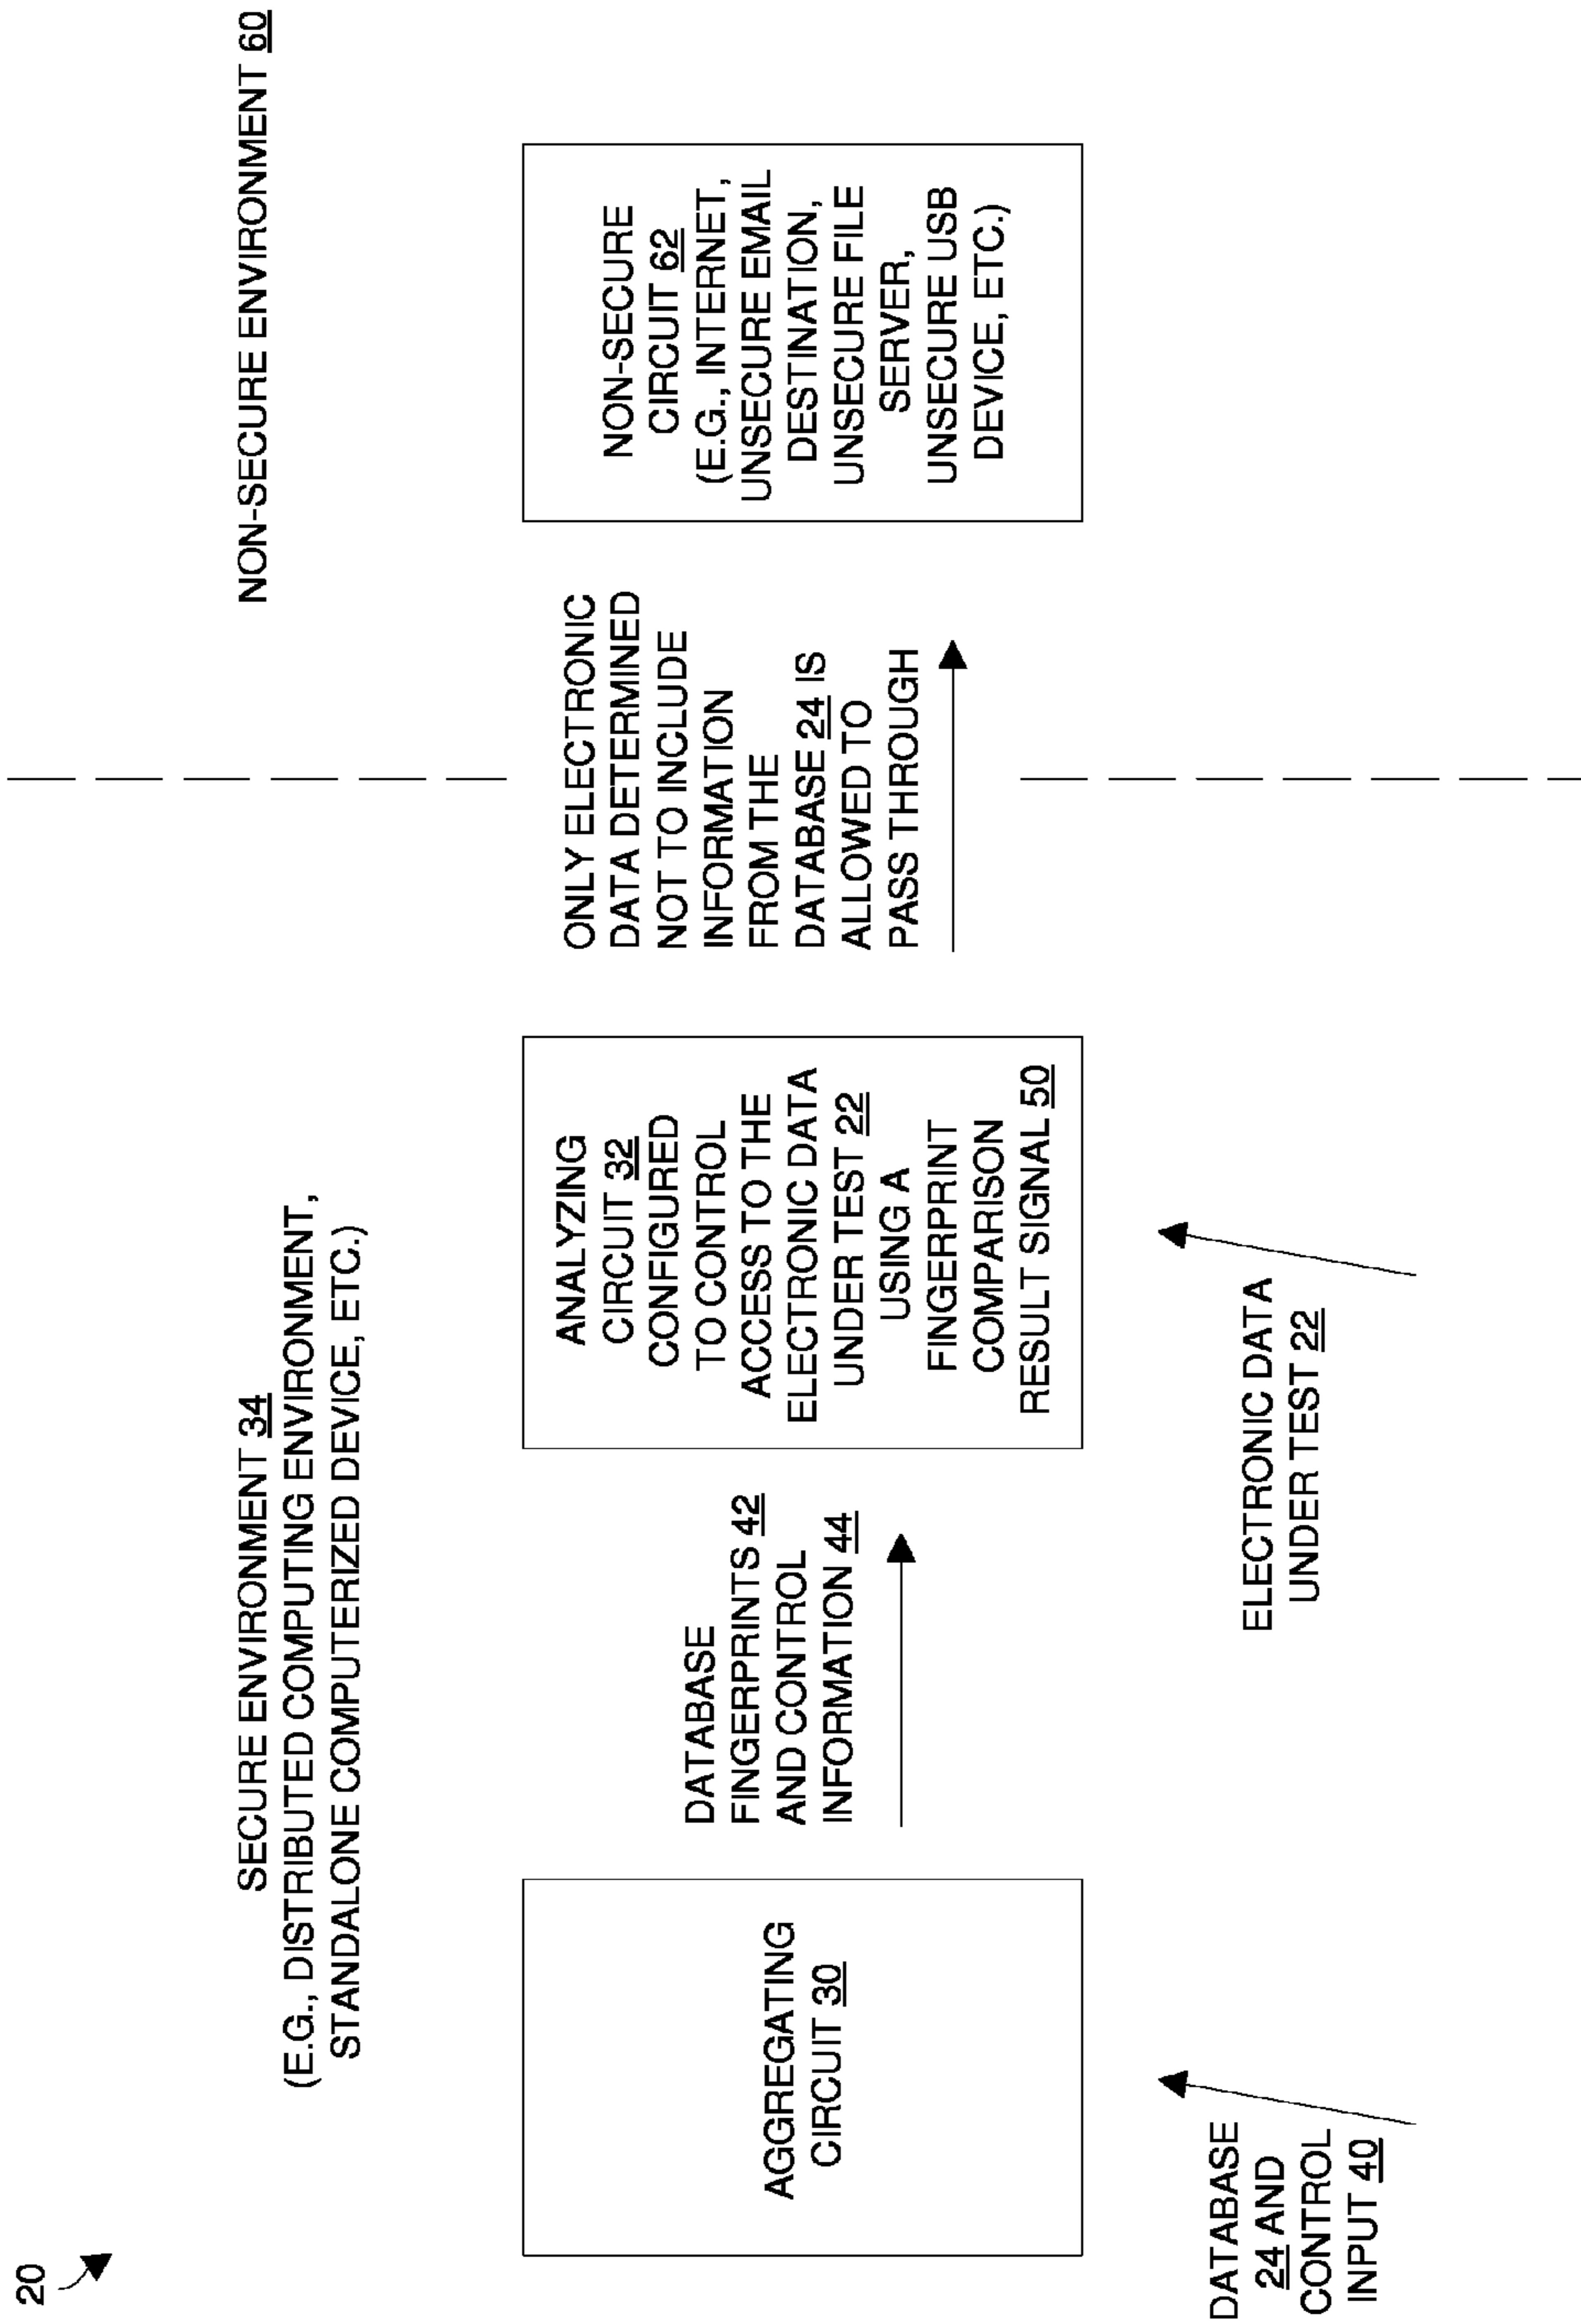 20
SECURE ENVIRONMENT 34
(E.G., DISTRIBUTED COMPUTING ENVIRONMENT,
STANDALONE COMPUTERIZED DEVICE, ETC.)
NON-SECURE ENVIRONMENT 60
AGGREGATING
CIRCUIT 30
DATABASE
FINGERPRINTS 42
AND CONTROL
INFORMATION 44
ANALYZING
CIRCUIT 32
CONFIGURED
TO CONTROL
ACCESS TO THE
ELECTRONIC DATA
UNDER TEST 22
USING A
FINGERPRINT
COMPARISON
RESULT SIGNAL 50
ONLY ELECTRONIC
DATA DETERMINED
NOT TO INCLUDE
INFORMATION
FROM THE
DATABASE 24 IS
ALLOWED TO
PASS THROUGH
NON-SECURE
CIRCUIT 62
(E.G., INTERNET,
UNSECURE EMAIL
DESTINATION,
UNSECURE FILE
SERVER,
UNSECURE USB
DEVICE, ETC.)
DATABASE
24 AND
CONTROL
INPUT 40
ELECTRONIC DATA
UNDER TEST 22